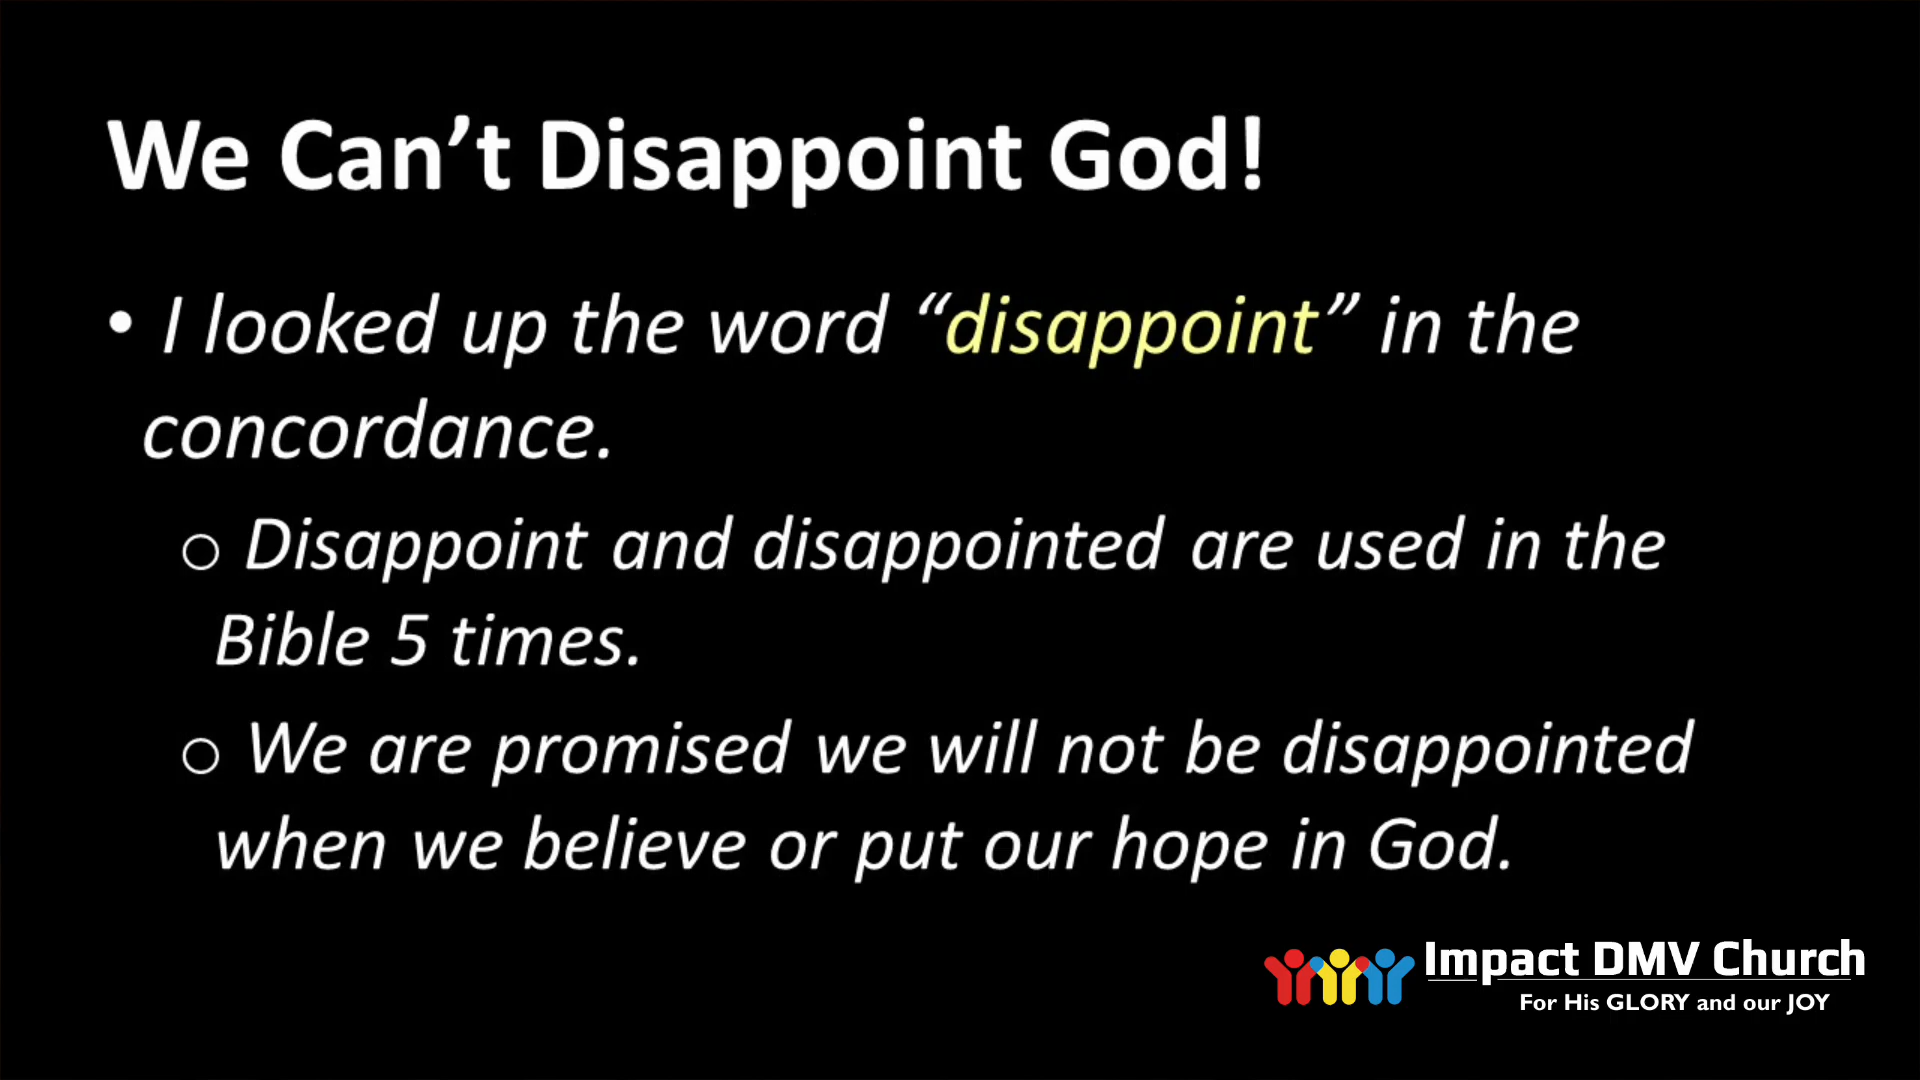 We Can’t Disappoint God!
• I looked up the word “disappoint” in the
concordance.
o Disappoint and disappointed are used in the
Bible 5 times.
o We are promised we will not be disappointed
when we believe or put our hope in God.
Impact DMV Church
For His GLORY and our JOY